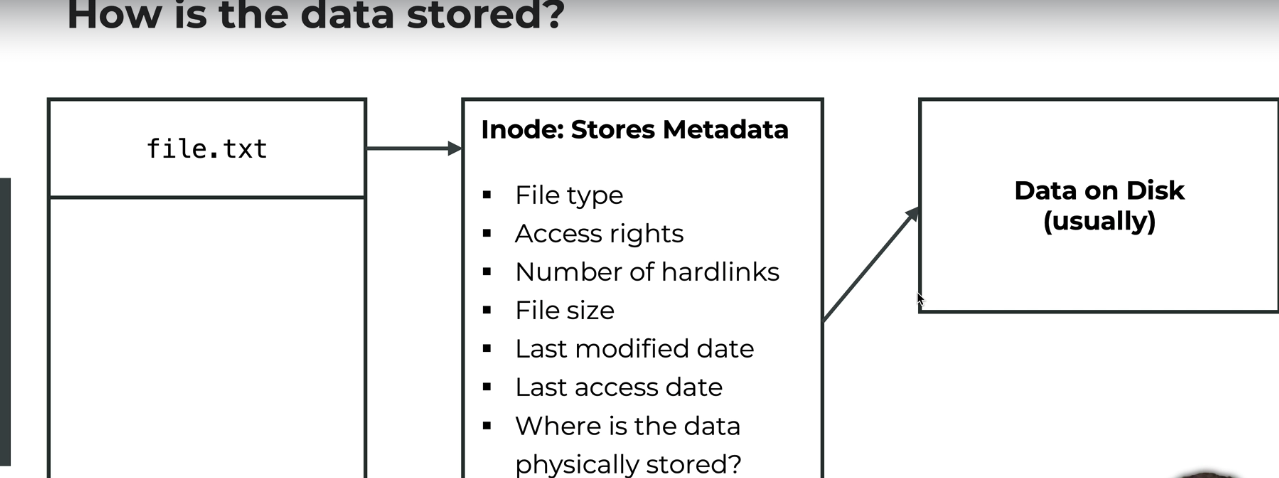 How is the data stored?
file.txt
Inode: Stores Metadata
▪ File type
▪ Access rights
▪ Number of hardlinks
▪ File size
▪ Last modified date
▪ Last access date
▪ Where is the data
physically stored?
Data on Disk
(usually)